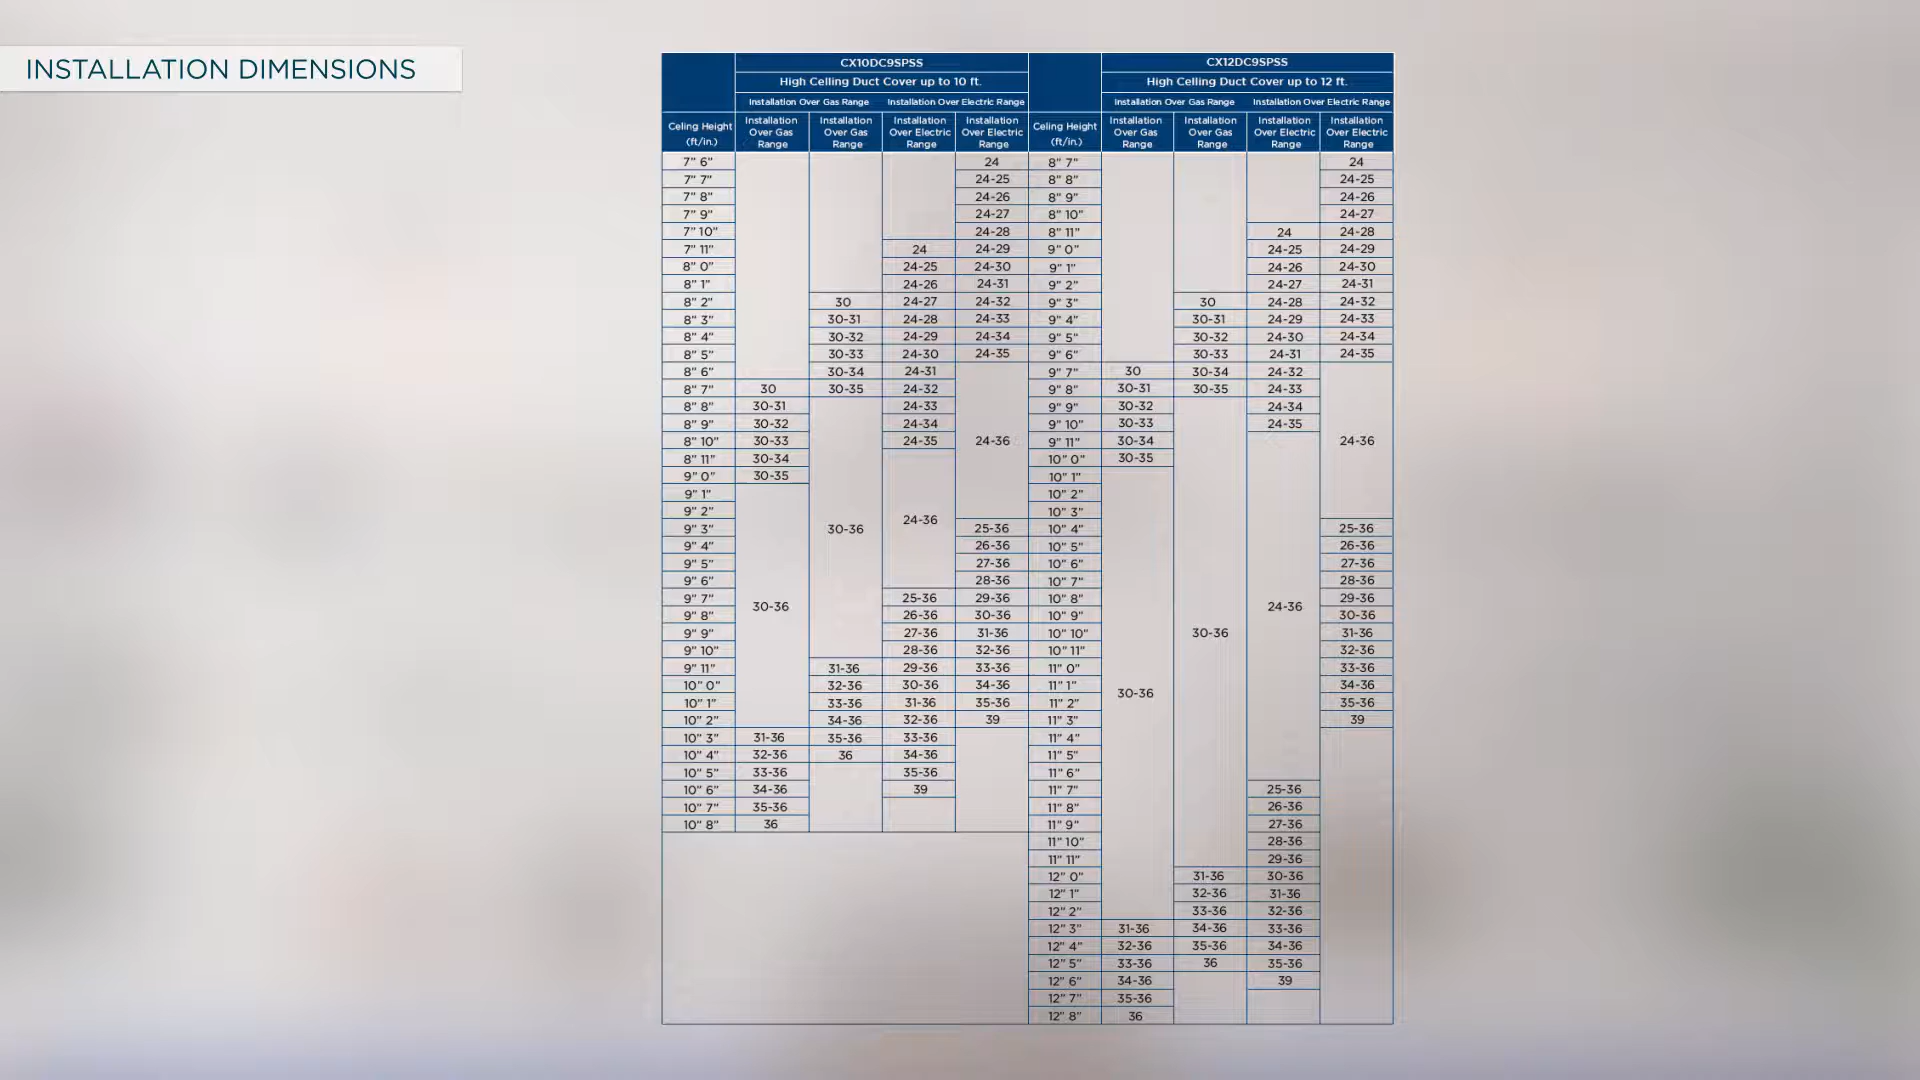 INSTALLATION DIMENSIONS
CX10DC9SPSS CX12DC9SPSS
High Celling Duct Cover up to 10 ft. High Celling Duct Cover up to 12 ft.
Installation Over Gas Range Installation Over Electric Range Installation Over Gas Range Installation Over Electric Range
Celing Height (ft/in.) Installation Over Gas Range Installation Over Gas Range Installation Over Electric Range Installation Over Electric Range Celing Height (ft/in.) Installation Over Gas Range Installation Over Gas Range Installation Over Electric Range Installation Over Electric Range
7" 6" 24 8" 7" 24
7" 7" 24-25 8" 8" 24-25
7" 8" 24-26 8" 9" 24-26
7" 9" 24-27 8" 10" 24-27
7" 10" 24-28 8" 11" 24 24-28
7" 11" 24 24-29 9" 0" 24-25 24-29
8" 0" 24-25 24-30 9" 1" 24-26 24-30
8" 1" 24-26 24-31 9" 2" 24-27 24-31
8" 2" 30 24-27 24-32 9" 3" 30 24-28 24-32
8" 3" 30-31 24-28 24-33 9" 4" 30-31 24-29 24-33
8" 4" 30-32 24-29 24-34 9" 5" 30-32 24-30 24-34
8" 5" 30-33 24-30 24-35 9" 6" 30-33 24-31 24-35
8" 6" 30-34 24-31 9" 7" 30 30-34 24-32
8" 7" 30 30-35 24-32 9" 8" 30-31 30-35 24-33
8" 8" 30-31 24-33 9" 9" 30-32 24-34
8" 9" 30-32 24-34 9" 10" 30-33 24-35
8" 10" 30-33 24-35 24-36 9" 11" 30-34 24-36
8" 11" 30-34 10" 0" 30-35
9" 0" 30-35 10" 1"
9" 1" 10" 2"
9" 2" 24-36 10" 3"
9" 3" 30-36 25-36 10" 4" 25-36
9" 4" 26-36 10" 5" 26-36
9" 5" 27-36 10" 6" 27-36
9" 6" 28-36 10" 7" 28-36
9" 7" 30-36 25-36 29-36 10" 8" 24-36 29-36
9" 8" 26-36 30-36 10" 9" 30-36
9" 9" 27-36 31-36 10" 10" 30-36 31-36
9" 10" 28-36 32-36 10" 11" 32-36
9" 11" 31-36 29-36 33-36 11" 0" 33-36
10" 0" 32-36 30-36 34-36 11" 1" 30-36 34-36
10" 1" 33-36 31-36 35-36 11" 2" 35-36
10" 2" 34-36 32-36 39 11" 3" 39
10" 3" 31-36 35-36 33-36 11" 4"
10" 4" 32-36 36 34-36 11" 5"
10" 5" 33-36 35-36 11" 6"
10" 6" 34-36 39 11" 7" 25-36
10" 7" 35-36 11" 8" 26-36
10" 8" 36 11" 9" 27-36
11" 10" 28-36
11" 11" 29-36
12" 0" 31-36 30-36
12" 1" 32-36 31-36
12" 2" 33-36 32-36
12" 3" 31-36 34-36 33-36
12" 4" 32-36 35-36 34-36
12" 5" 33-36 36 35-36
12" 6" 34-36 39
12" 7" 35-36
12" 8" 36